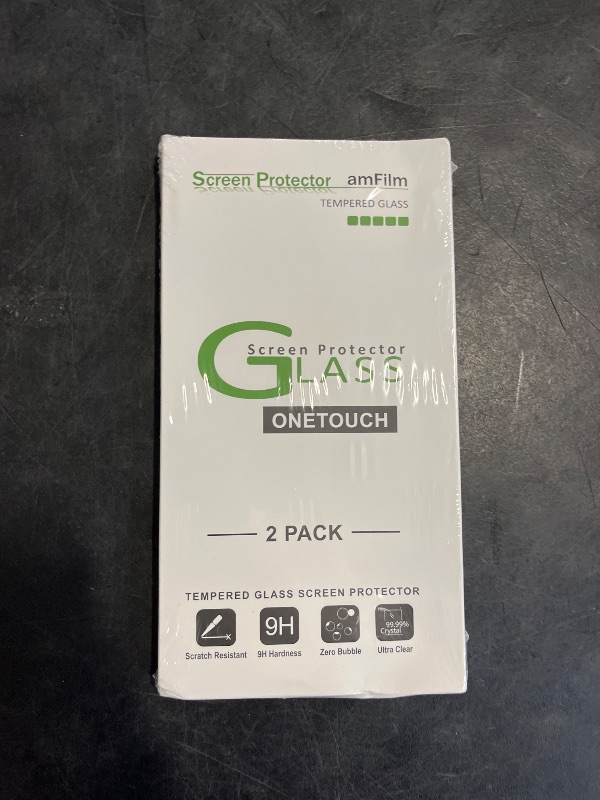 Screen Protector amFilm
TEMPERED GLASS
Screen Protector
GLASS
ONETOUCH
2 PACK
TEMPERED GLASS SCREEN PROTECTOR
9H
99.99%
Crystal
Scratch Resistant 9H Hardness Zero Bubble Ultra Clear